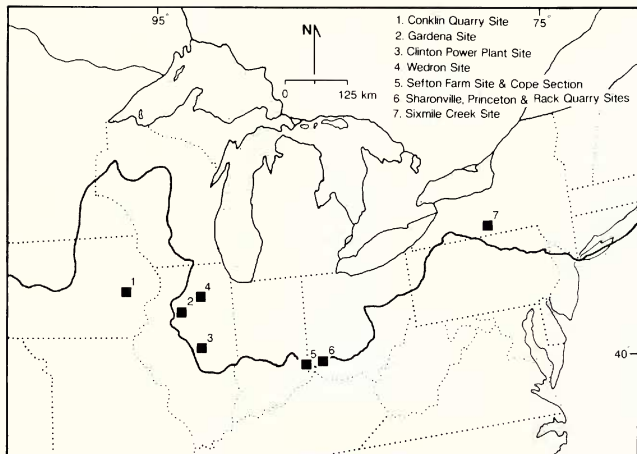 95°
75°
N
0 125 km
1. Conklin Quarry Site
2. Gardena Site
3. Clinton Power Plant Site
4. Wedron Site
5. Sefton Farm Site & Cope Section
6. Sharonville, Princeton & Rack Quarry Sites
7. Sixmile Creek Site
7
1
4
2
3
5
6
40°